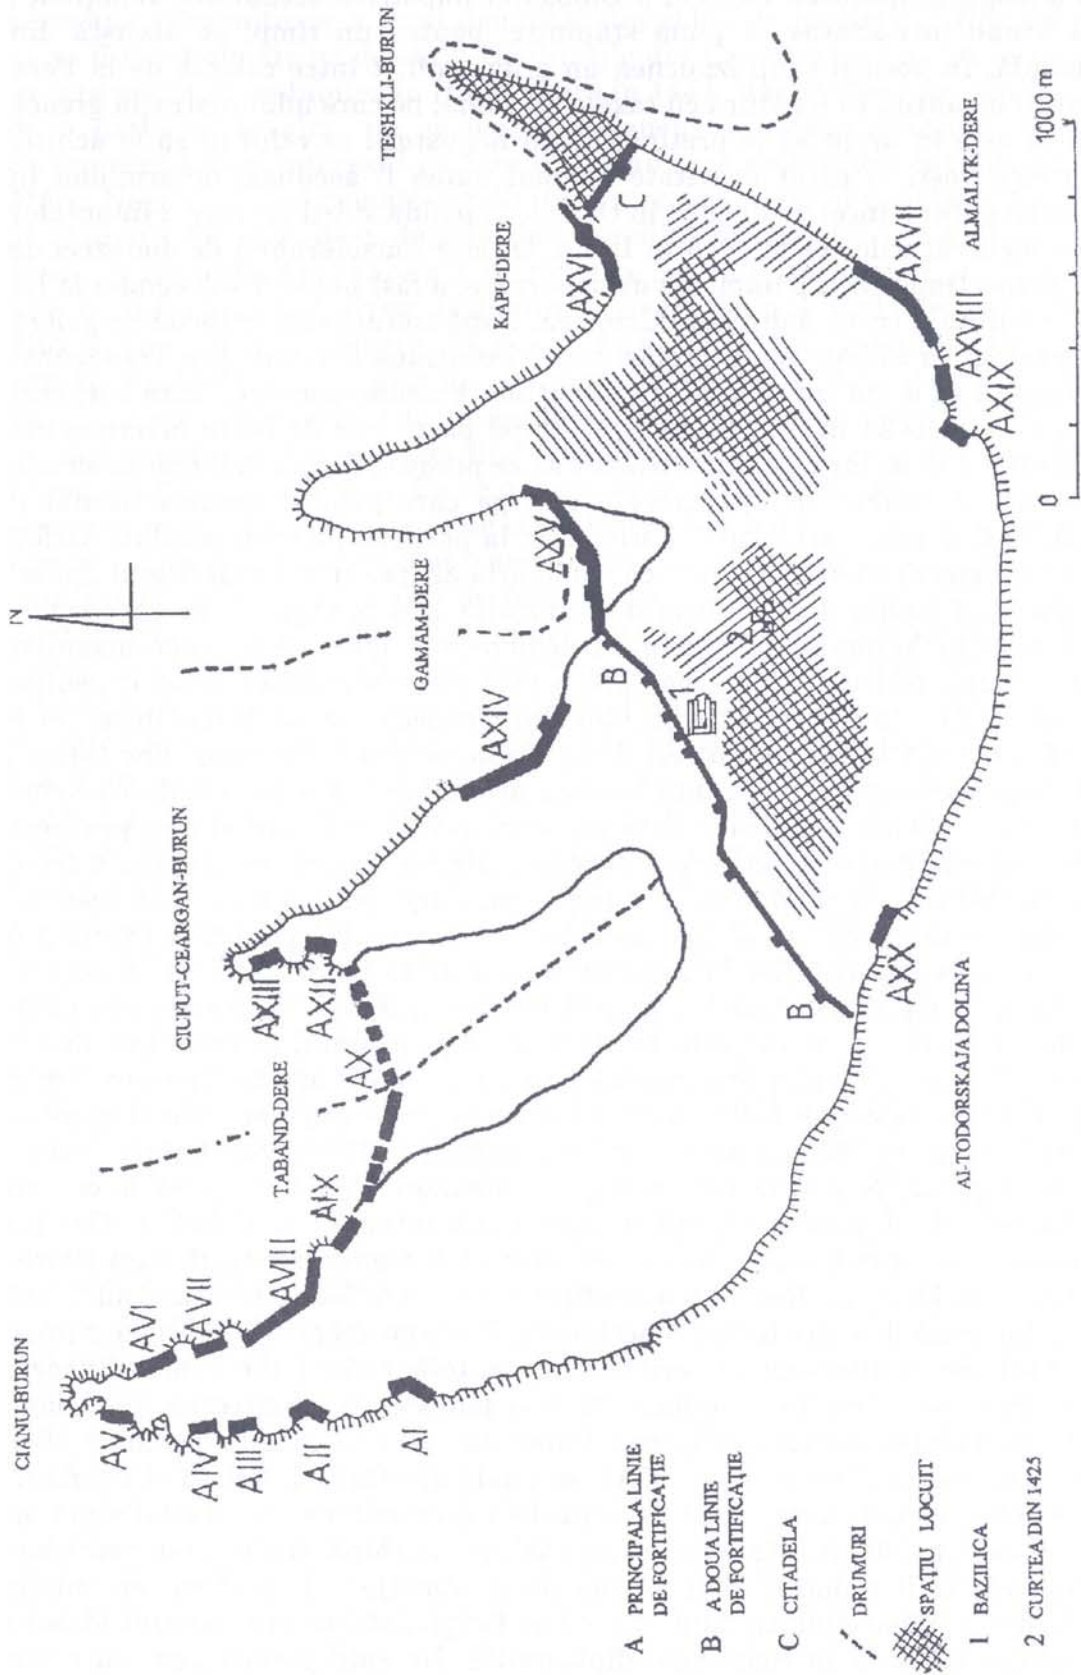 CIANU-BURUN
CIUFUT-CEARGAN-BURUN
GAMAM-DERE
KAPU-DERE
TESHKLI-BURUN
TABAND-DERE
N
AI
AII
AIII
AIV
AV
AVI
AVII
AVIII
AIX
AX
AXII
AXIII
AXIV
AXV
AXVI
AXVII
AXVIII
AXIX
AXX
B
B
C
1
2
ALMALYK-DERE
AI-TODORSKAJA DOLINA
0
1000 m
A PRINCIPALA LINIE
DE FORTIFICAȚIE
B A DOUA LINIE
DE FORTIFICAȚIE
C CITADELA
DRUMURI
SPAȚIU LOCUIT
1 BAZILICA
2 CURTEA DIN 1425